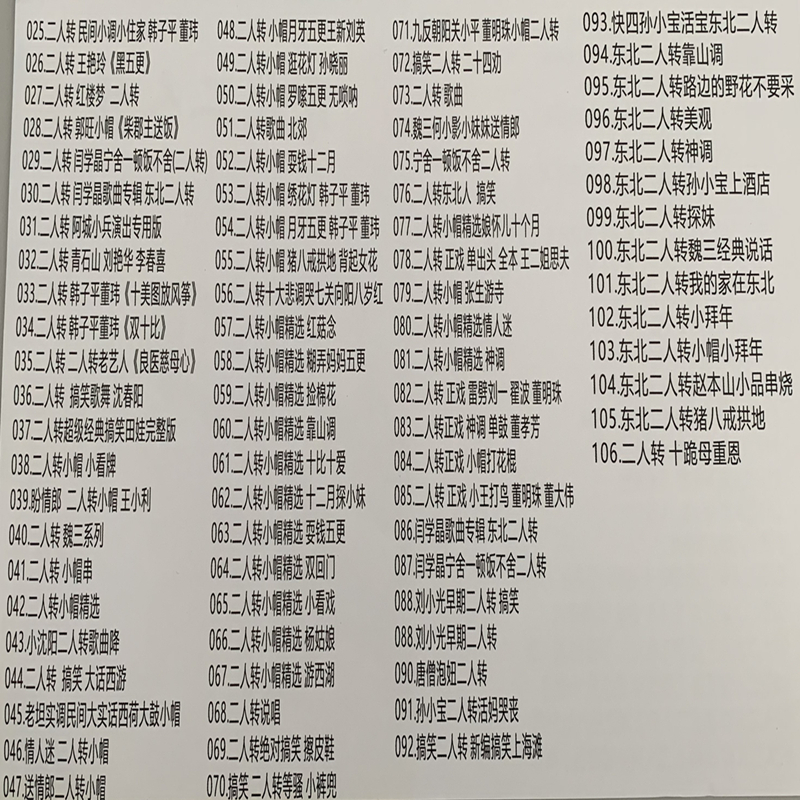 025.二人转 民间小调小住家 韩子平 董玮
026.二人转 王艳玲《黑五更》
027.二人转 红楼梦 二人转
028.二人转 郭旺小帽《柴郡主送饭》
029.二人转 闫学晶宁舍一顿饭不舍(二人转)
030.二人转 闫学晶歌曲专辑 东北二人转
031.二人转 阿城小兵演出专用版
032.二人转 青石山 刘艳华 李春喜
033.二人转 韩子平董玮《十美图放风筝》
034.二人转 韩子平董玮《双十比》
035.二人转 二人转老艺人《良医慈母心》
036.二人转 搞笑歌舞 沈春阳
037.二人转超级经典搞笑田娃完整版
038.二人转小帽 小看牌
039.盼情郎 二人转小帽 王小利
040.二人转 魏三系列
041.二人转 小帽串
042.二人转小帽精选
043.小沈阳二人转歌曲降
044.二人转 搞笑 大话西游
045.老坦实调民间大实话西荷大鼓小帽
046.情人迷 二人转小帽
047.送情郎二人转小帽
048.二人转 小帽月牙五更王新刘英
049.二人转小帽 逛花灯 孙晓丽
050.二人转小帽 罗嗦五更 无唢呐
051.二人转歌曲 北郊
052.二人转小帽 耍钱十二月
053.二人转小帽 绣花灯 韩子平 董玮
054.二人转小帽 月牙五更 韩子平 董玮
055.二人转小帽 猪八戒拱地 背起女花
056.二人转十大悲调哭七关向阳八岁红
057.二人转小帽精选 红菇念
058.二人转小帽精选 糊弄妈妈五更
059.二人转小帽精选 捡棉花
060.二人转小帽精选 靠山调
061.二人转小帽精选 十比十爱
062.二人转小帽精选 十二月探小妹
063.二人转小帽精选 耍钱五更
064.二人转小帽精选 双回门
065.二人转小帽精选 小看戏
066.二人转小帽精选 杨姑娘
067.二人转小帽精选 游西湖
068.二人转说唱
069.二人转绝对搞笑 擦皮鞋
070.搞笑 二人转等骚 小裤兜
071.九反朝阳关小平 董明珠小帽二人转
072.搞笑二人转 二十四劝
073.二人转 歌曲
074.魏三何小影小妹妹送情郎
075.宁舍一顿饭不舍二人转
076.二人转东北人 搞笑
077.二人转小帽精选娘怀儿十个月
078.二人转 正戏 单出头 全本 王二姐思夫
079.二人转小帽 张生游寺
080.二人转小帽精选情人迷
081.二人转小帽精选 神调
082.二人转 正戏 雷劈刘一 翟波 董明珠
083.二人转正戏 神调 单鼓 董孝芳
084.二人转正戏 小帽打花棍
085.二人转 正戏 小王打鸟 董明珠 董大伟
086.闫学晶歌曲专辑 东北二人转
087.闫学晶宁舍一顿饭不舍二人转
088.刘小光早期二人转 搞笑
088.刘小光早期二人转
090.唐僧泡妞二人转
091.孙小宝二人转活妈哭丧
092.搞笑二人转 新编搞笑上海滩
093.快四孙小宝活宝东北二人转
094.东北二人转靠山调
095.东北二人转路边的野花不要采
096.东北二人转美观
097.东北二人转神调
098.东北二人转孙小宝上酒店
099.东北二人转探妹
100.东北二人转魏三经典说话
101.东北二人转我的家在东北
102.东北二人转小拜年
103.东北二人转小帽小拜年
104.东北二人转赵本山小品串烧
105.东北二人转猪八戒拱地
106.二人转 十跪母重恩